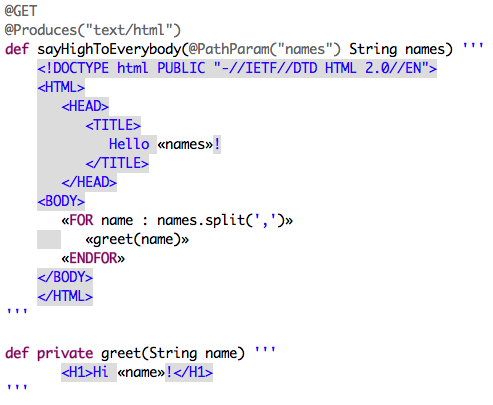 @GET
@Produces("text/html")
def sayHighToEverybody(@PathParam("names") String names) '''
    <!DOCTYPE html PUBLIC "-//IETF//DTD HTML 2.0//EN">
    <HTML>
       <HEAD>
          <TITLE>
             Hello «names»!
          </TITLE>
       </HEAD>
    <BODY>
       «FOR name : names.split(',')»
          «greet(name)»
       «ENDFOR»
    </BODY>
    </HTML>
'''
def private greet(String name) '''
       <H1>Hi «name»!</H1>
'''